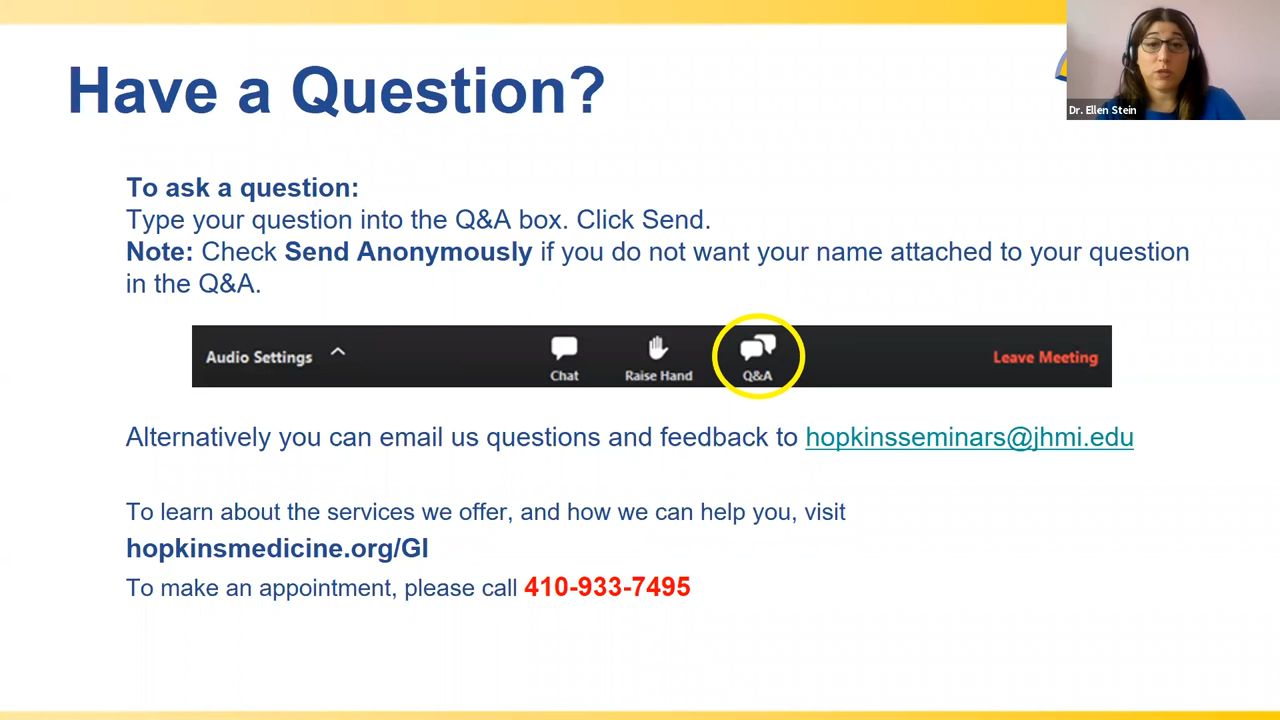 Have a Question?
Dr. Ellen Stein
To ask a question:
Type your question into the Q&A box. Click Send.
Note: Check Send Anonymously if you do not want your name attached to your question
in the Q&A.
Audio Settings
Chat
Raise Hand
Q&A
Leave Meeting
Alternatively you can email us questions and feedback to hopkinsseminars@jhmi.edu
To learn about the services we offer, and how we can help you, visit
hopkinsmedicine.org/GI
To make an appointment, please call 410-933-7495